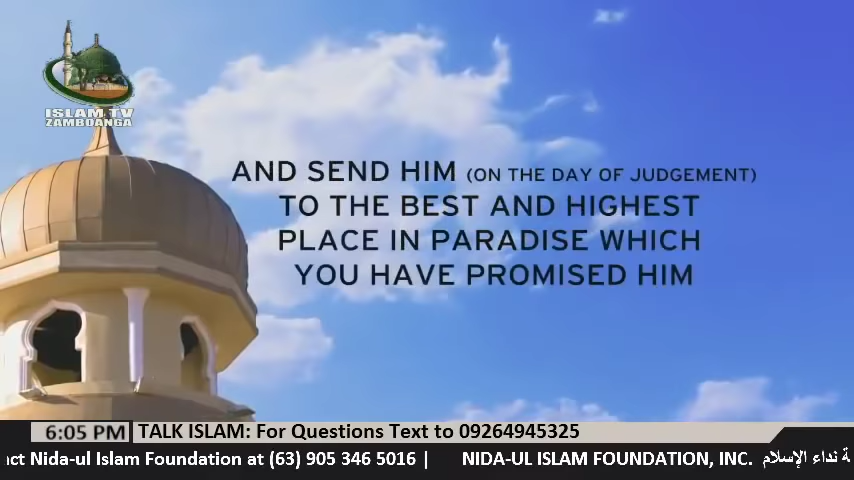 ISLAM TV
ZAMBOANGA
AND SEND HIM (ON THE DAY OF JUDGEMENT)
TO THE BEST AND HIGHEST
PLACE IN PARADISE WHICH
YOU HAVE PROMISED HIM
6:05 PM TALK ISLAM: For Questions Text to 09264945325
act Nida-ul Islam Foundation at (63) 905 346 5016 | NIDA-UL ISLAM FOUNDATION, INC. ة نداء الإسلام